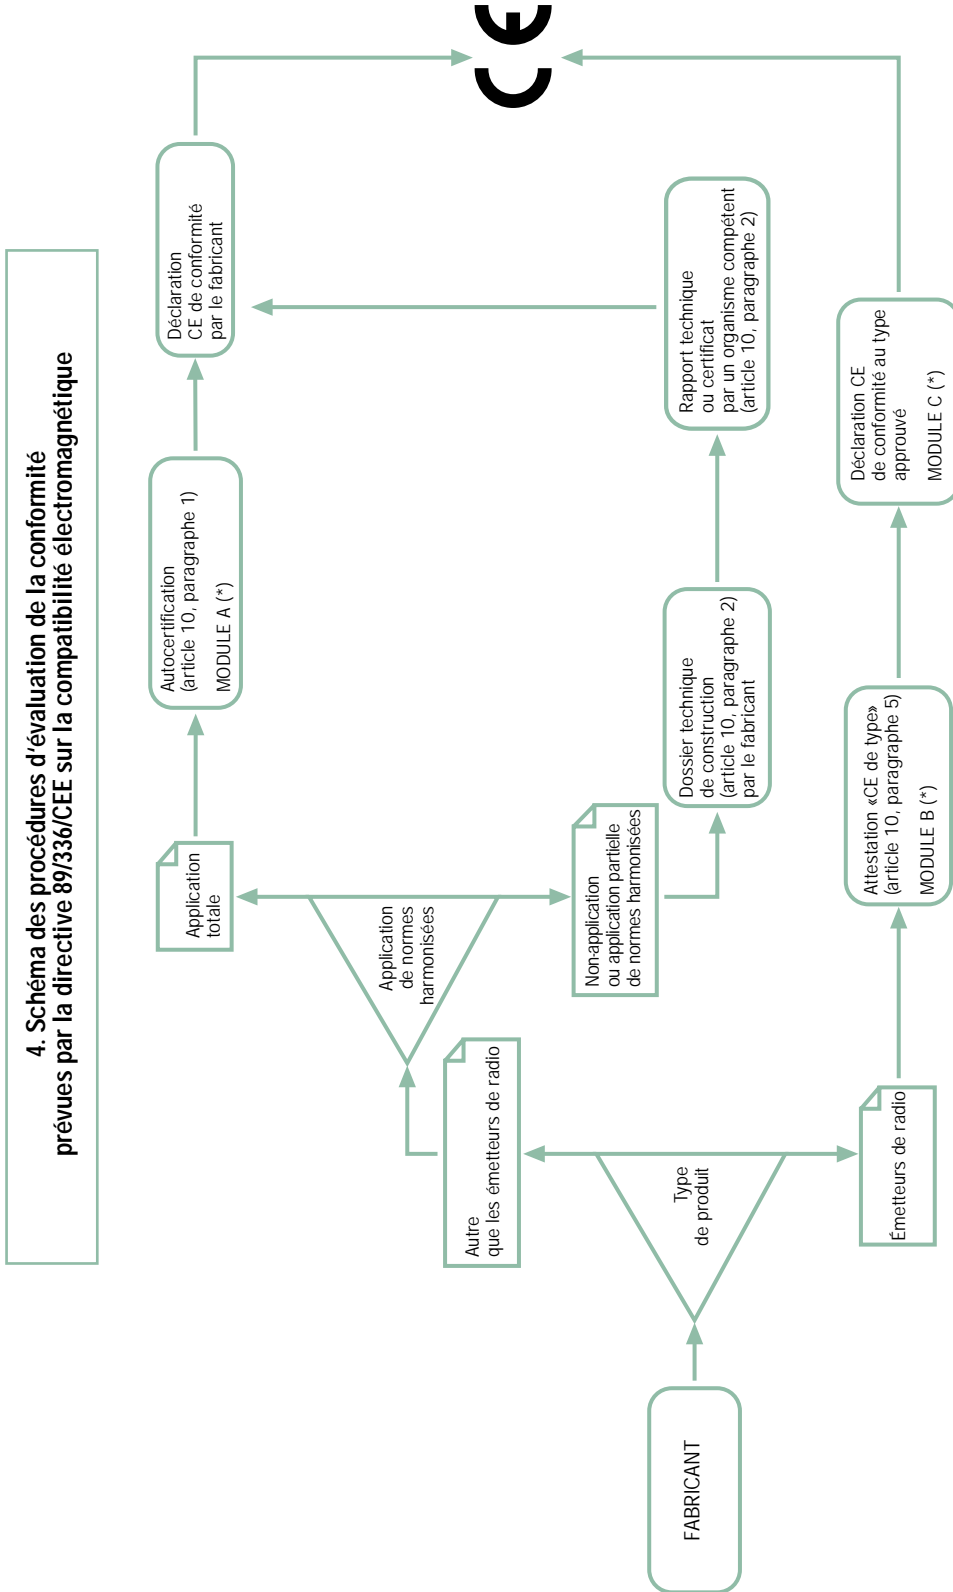 4. Schéma des procédures d'évaluation de la conformité
prévues par la directive 89/336/CEE sur la compatibilité électromagnétique
FABRICANT
Type
de produit
Autre
que les émetteurs de radio
Émetteurs de radio
Application
de normes
harmonisées
Application
totale
Non-application
ou application partielle
de normes harmonisées
Autocertification
(article 10, paragraphe 1)
MODULE A (*)
Dossier technique
de construction
(article 10, paragraphe 2)
par le fabricant
Attestation «CE de type»
(article 10, paragraphe 5)
MODULE B (*)
Déclaration
CE de conformité
par le fabricant
Rapport technique
ou certificat
par un organisme compétent
(article 10, paragraphe 2)
Déclaration CE
de conformité au type
approuvé
MODULE C (*)
CE